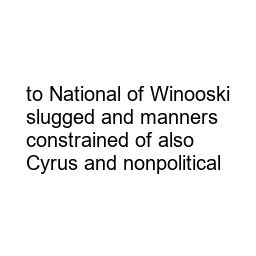 to National of Winooski
slugged and manners
constrained of also
Cyrus and nonpolitical